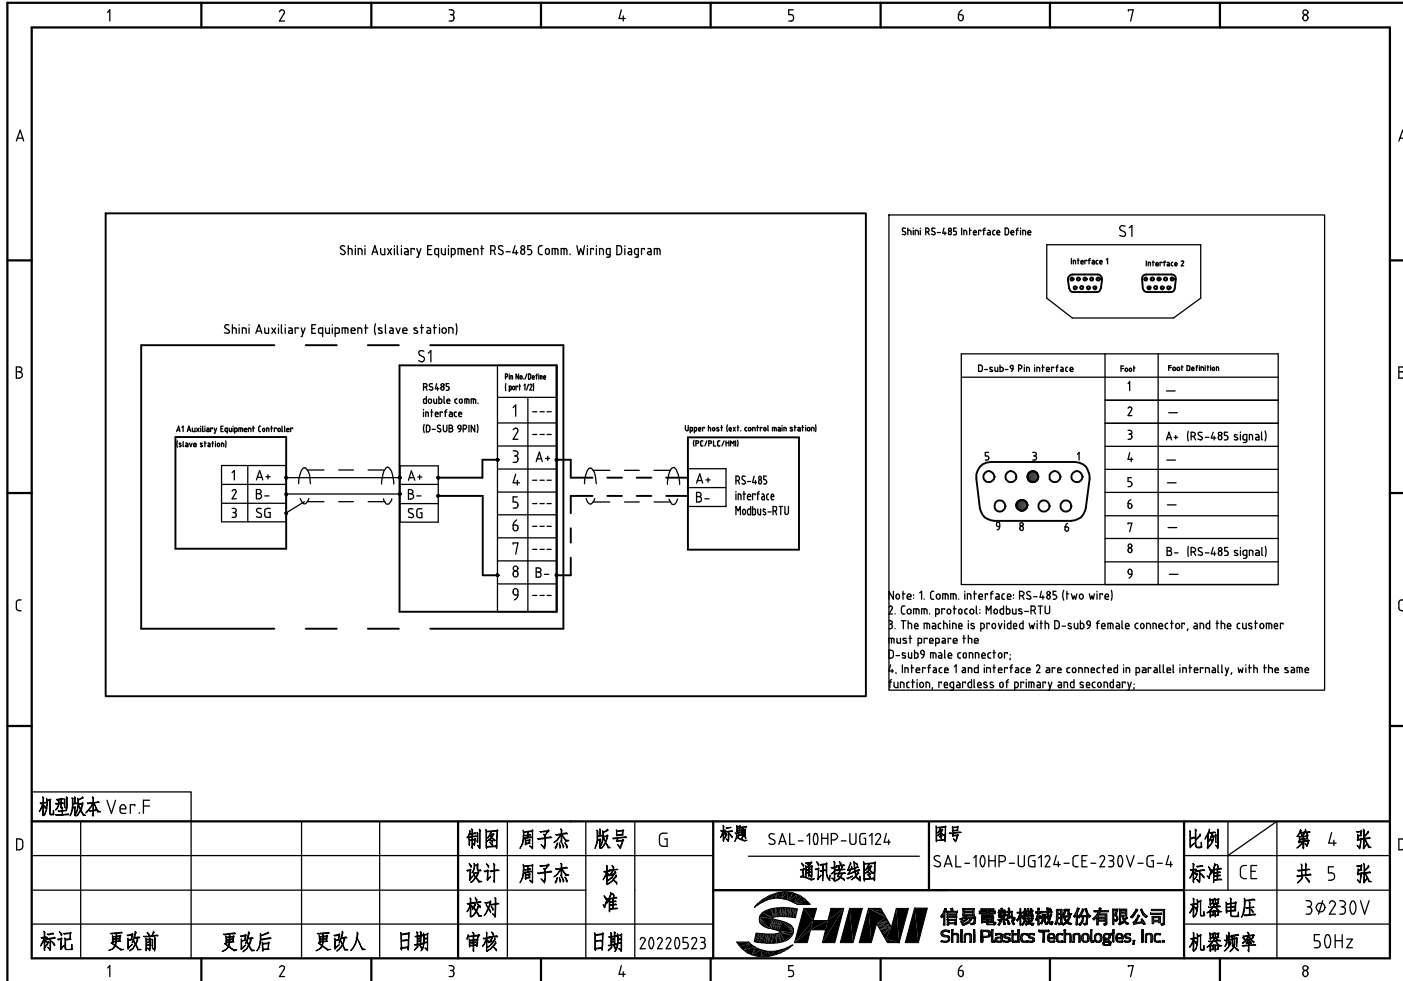 1 2 3 4 5 6 7 8
A A
Shini Auxiliary Equipment RS-485 Comm. Wiring Diagram
Shini Auxiliary Equipment (slave station)
S1
RS485
double comm.
interface
(D-SUB 9PIN)
Pin No./Define
(port 1/2)
1 ---
2 ---
3 A+
4 ---
5 ---
6 ---
7 ---
8 B-
9 ---
A1 Auxiliary Equipment Controller
(slave station)
1 A+
2 B-
3 SG
A+
B-
SG
Upper host (ext. control main station)
(PC/PLC/HMI)
A+
B-
RS-485
interface
Modbus-RTU
Shini RS-485 Interface Define
S1
Interface 1
Interface 2
D-sub-9 Pin interface Foot Foot Definition
1 —
2 —
3 A+ (RS-485 signal)
4 —
5 —
6 —
7 —
8 B- (RS-485 signal)
9 —
5 3 1
9 8 6
Note: 1. Comm. interface: RS-485 (two wire)
2. Comm. protocol: Modbus-RTU
3. The machine is provided with D-sub9 female connector, and the customer
must prepare the
D-sub9 male connector;
4. Interface 1 and interface 2 are connected in parallel internally, with the same
function, regardless of primary and secondary;
B B
C C
D D
机型版本 Ver.F
制图 周子杰 版号 G
设计 周子杰 核准
校对
标记 更改前 更改后 更改人 日期 审核 日期 20220523
标题 SAL-10HP-UG124
通讯接线图
图号
SAL-10HP-UG124-CE-230V-G-4
比例 第 4 张
标准 CE 共 5 张
机器电压 3Φ230V
机器频率 50Hz
SHINI
信易電熱機械股份有限公司
Shini Plastics Technologies, Inc.
1 2 3 4 5 6 7 8